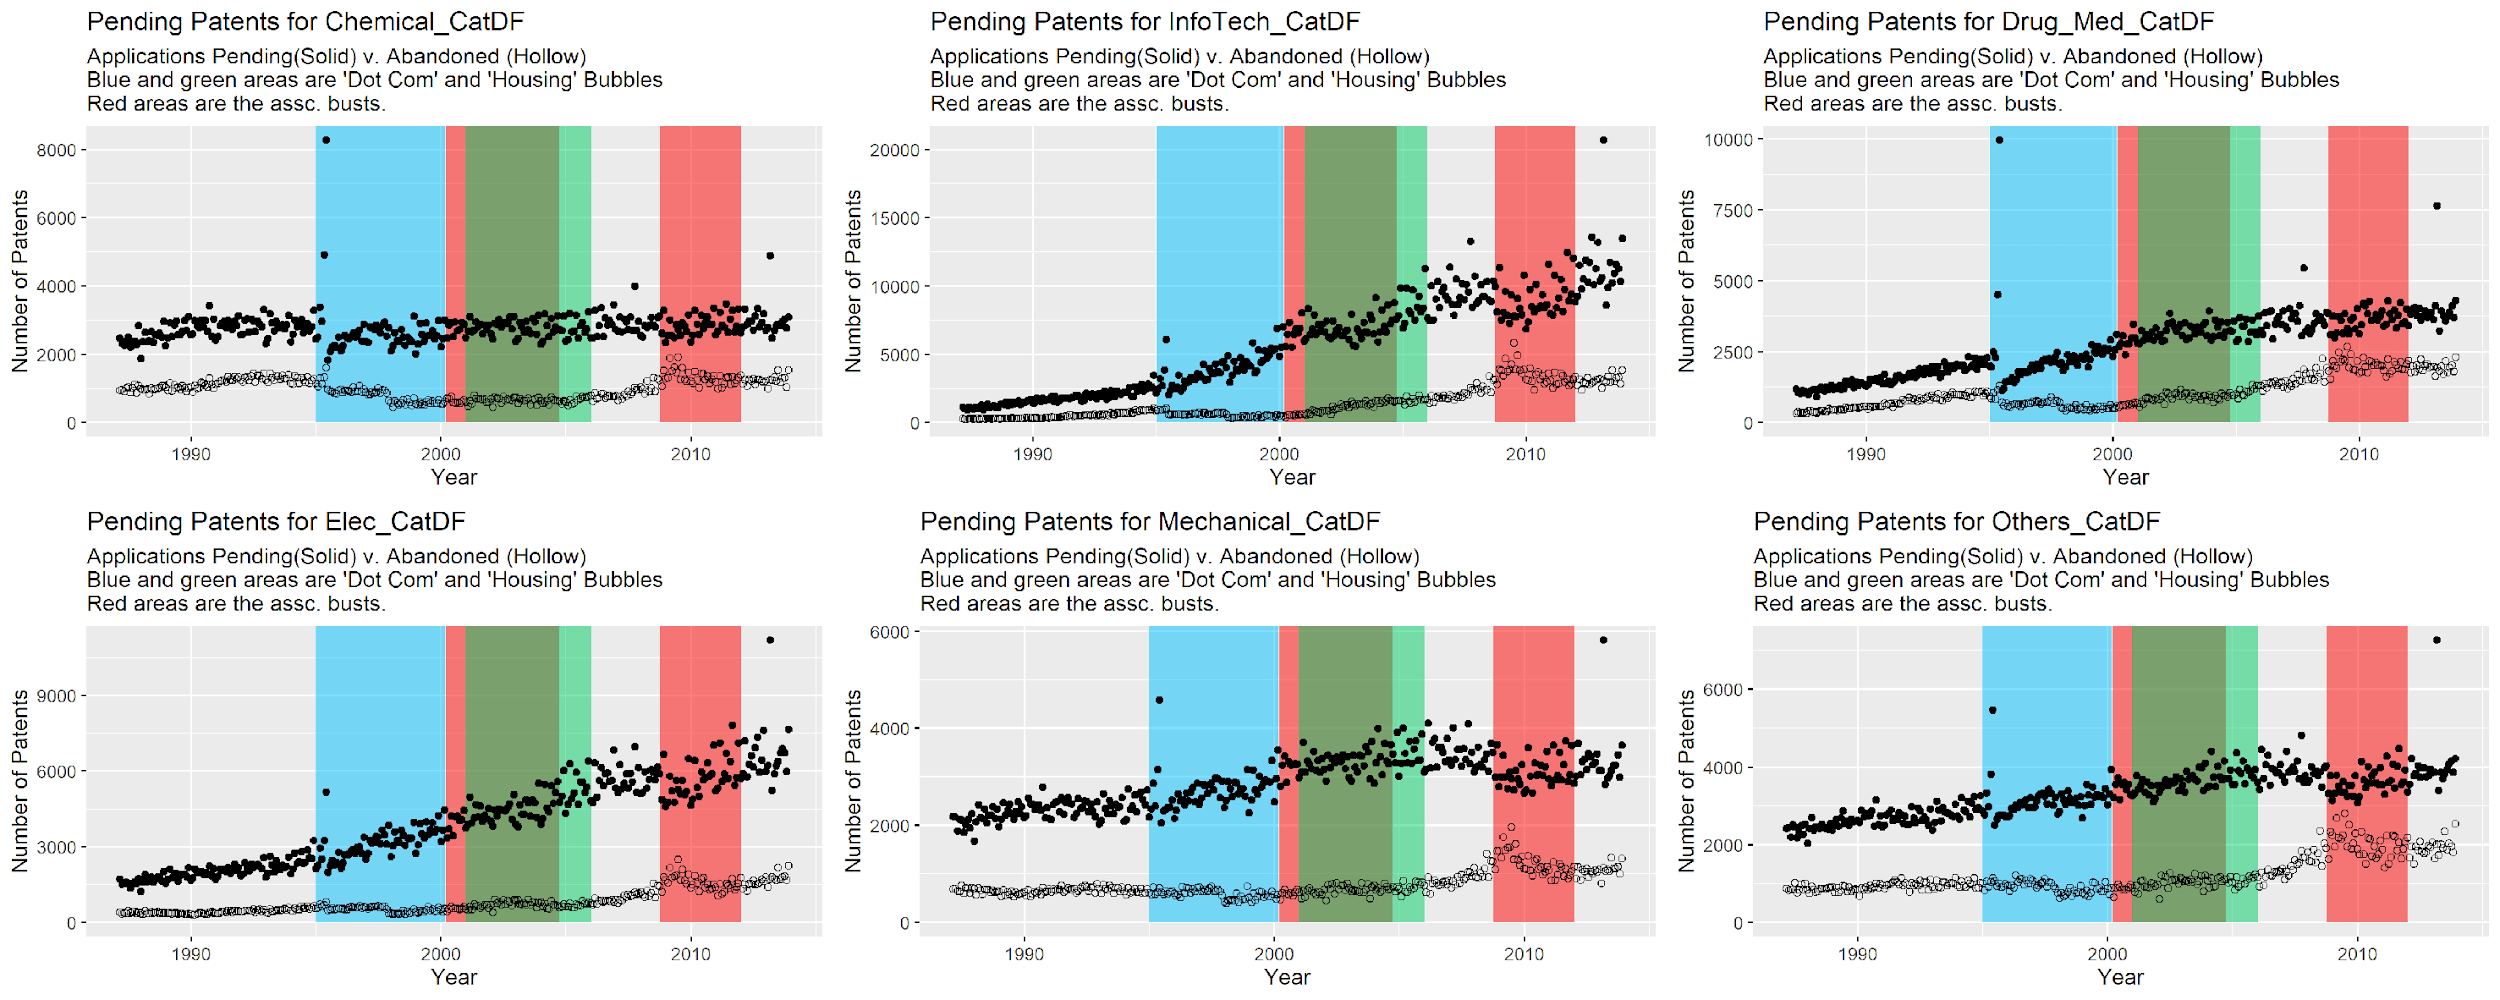 Pending Patents for Chemical_CatDF
Applications Pending(Solid) v. Abandoned (Hollow)
Blue and green areas are 'Dot Com' and 'Housing' Bubbles
Red areas are the assc. busts.
Number of Patents
8000
6000
4000
2000
0
1990
2000
2010
Year
Pending Patents for InfoTech_CatDF
Applications Pending(Solid) v. Abandoned (Hollow)
Blue and green areas are 'Dot Com' and 'Housing' Bubbles
Red areas are the assc. busts.
Number of Patents
20000
15000
10000
5000
0
1990
2000
2010
Year
Pending Patents for Drug_Med_CatDF
Applications Pending(Solid) v. Abandoned (Hollow)
Blue and green areas are 'Dot Com' and 'Housing' Bubbles
Red areas are the assc. busts.
Number of Patents
10000
7500
5000
2500
0
1990
2000
2010
Year
Pending Patents for Elec_CatDF
Applications Pending(Solid) v. Abandoned (Hollow)
Blue and green areas are 'Dot Com' and 'Housing' Bubbles
Red areas are the assc. busts.
Number of Patents
9000
6000
3000
0
1990
2000
2010
Year
Pending Patents for Mechanical_CatDF
Applications Pending(Solid) v. Abandoned (Hollow)
Blue and green areas are 'Dot Com' and 'Housing' Bubbles
Red areas are the assc. busts.
Number of Patents
6000
4000
2000
0
1990
2000
2010
Year
Pending Patents for Others_CatDF
Applications Pending(Solid) v. Abandoned (Hollow)
Blue and green areas are 'Dot Com' and 'Housing' Bubbles
Red areas are the assc. busts.
Number of Patents
6000
4000
2000
0
1990
2000
2010
Year